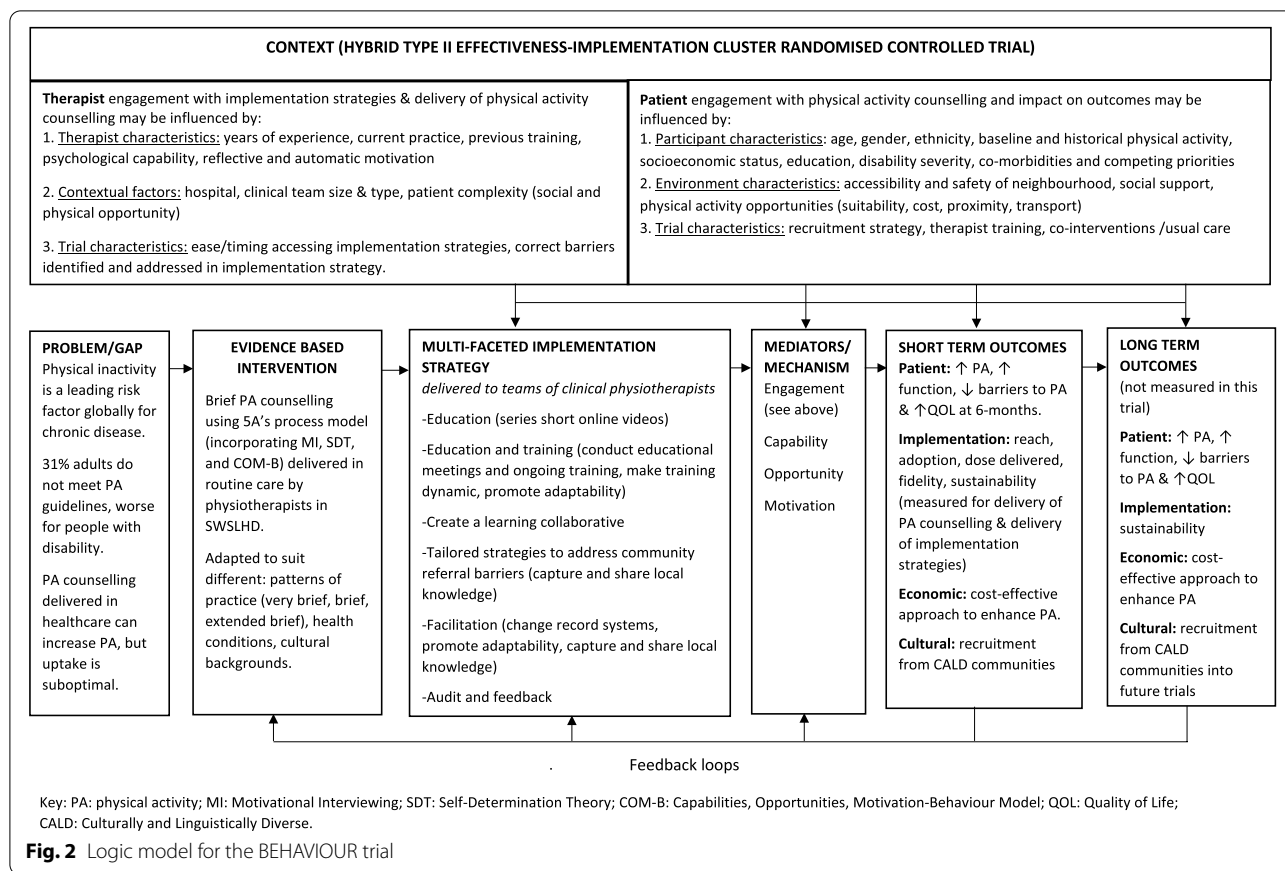 CONTEXT (HYBRID TYPE II EFFECTIVENESS-IMPLEMENTATION CLUSTER RANDOMISED CONTROLLED TRIAL)
Therapist engagement with implementation strategies & delivery of physical activity
counselling may be influenced by:
1. Therapist characteristics: years of experience, current practice, previous training,
psychological capability, reflective and automatic motivation
2. Contextual factors: hospital, clinical team size & type, patient complexity (social and
physical opportunity)
3. Trial characteristics: ease/timing accessing implementation strategies, correct barriers
identified and addressed in implementation strategy.
Patient engagement with physical activity counselling and impact on outcomes may be
influenced by:
1. Participant characteristics: age, gender, ethnicity, baseline and historical physical activity,
socioeconomic status, education, disability severity, co-morbidities and competing priorities
2. Environment characteristics: accessibility and safety of neighbourhood, social support,
physical activity opportunities (suitability, cost, proximity, transport)
3. Trial characteristics: recruitment strategy, therapist training, co-interventions /usual care
PROBLEM/GAP
Physical inactivity
is a leading risk
factor globally for
chronic disease.
31% adults do
not meet PA
guidelines, worse
for people with
disability.
PA counselling
delivered in
healthcare can
increase PA, but
uptake is
suboptimal.
EVIDENCE BASED
INTERVENTION
Brief PA counselling
using 5A's process model
(incorporating MI, SDT,
and COM-B) delivered in
routine care by
physiotherapists in
SWSLHD.
Adapted to suit
different: patterns of
practice (very brief, brief,
extended brief), health
conditions, cultural
backgrounds.
MULTI-FACETED IMPLEMENTATION
STRATEGY
delivered to teams of clinical physiotherapists
-Education (series short online videos)
-Education and training (conduct educational
meetings and ongoing training, make training
dynamic, promote adaptability)
-Create a learning collaborative
-Tailored strategies to address community
referral barriers (capture and share local
knowledge)
-Facilitation (change record systems,
promote adaptability, capture and share local
knowledge)
-Audit and feedback
MEDIATORS/
MECHANISM
Engagement
(see above)
Capability
Opportunity
Motivation
SHORT TERM OUTCOMES
Patient: ↑ PA, ↑
function, ↓ barriers to PA
& ↑QOL at 6-months.
Implementation: reach,
adoption, dose delivered,
fidelity, sustainability
(measured for delivery of
PA counselling & delivery
of implementation
strategies)
Economic: cost-effective
approach to enhance PA.
Cultural: recruitment
from CALD communities
LONG TERM
OUTCOMES
(not measured in this
trial)
Patient: ↑ PA, ↑
function, ↓ barriers
to PA & ↑QOL
Implementation:
sustainability
Economic: cost-
effective approach to
enhance PA
Cultural: recruitment
from CALD
communities into
future trials
. Feedback loops
Key: PA: physical activity; MI: Motivational Interviewing; SDT: Self-Determination Theory; COM-B: Capabilities, Opportunities, Motivation-Behaviour Model; QOL: Quality of Life;
CALD: Culturally and Linguistically Diverse.
Fig. 2 Logic model for the BEHAVIOUR trial